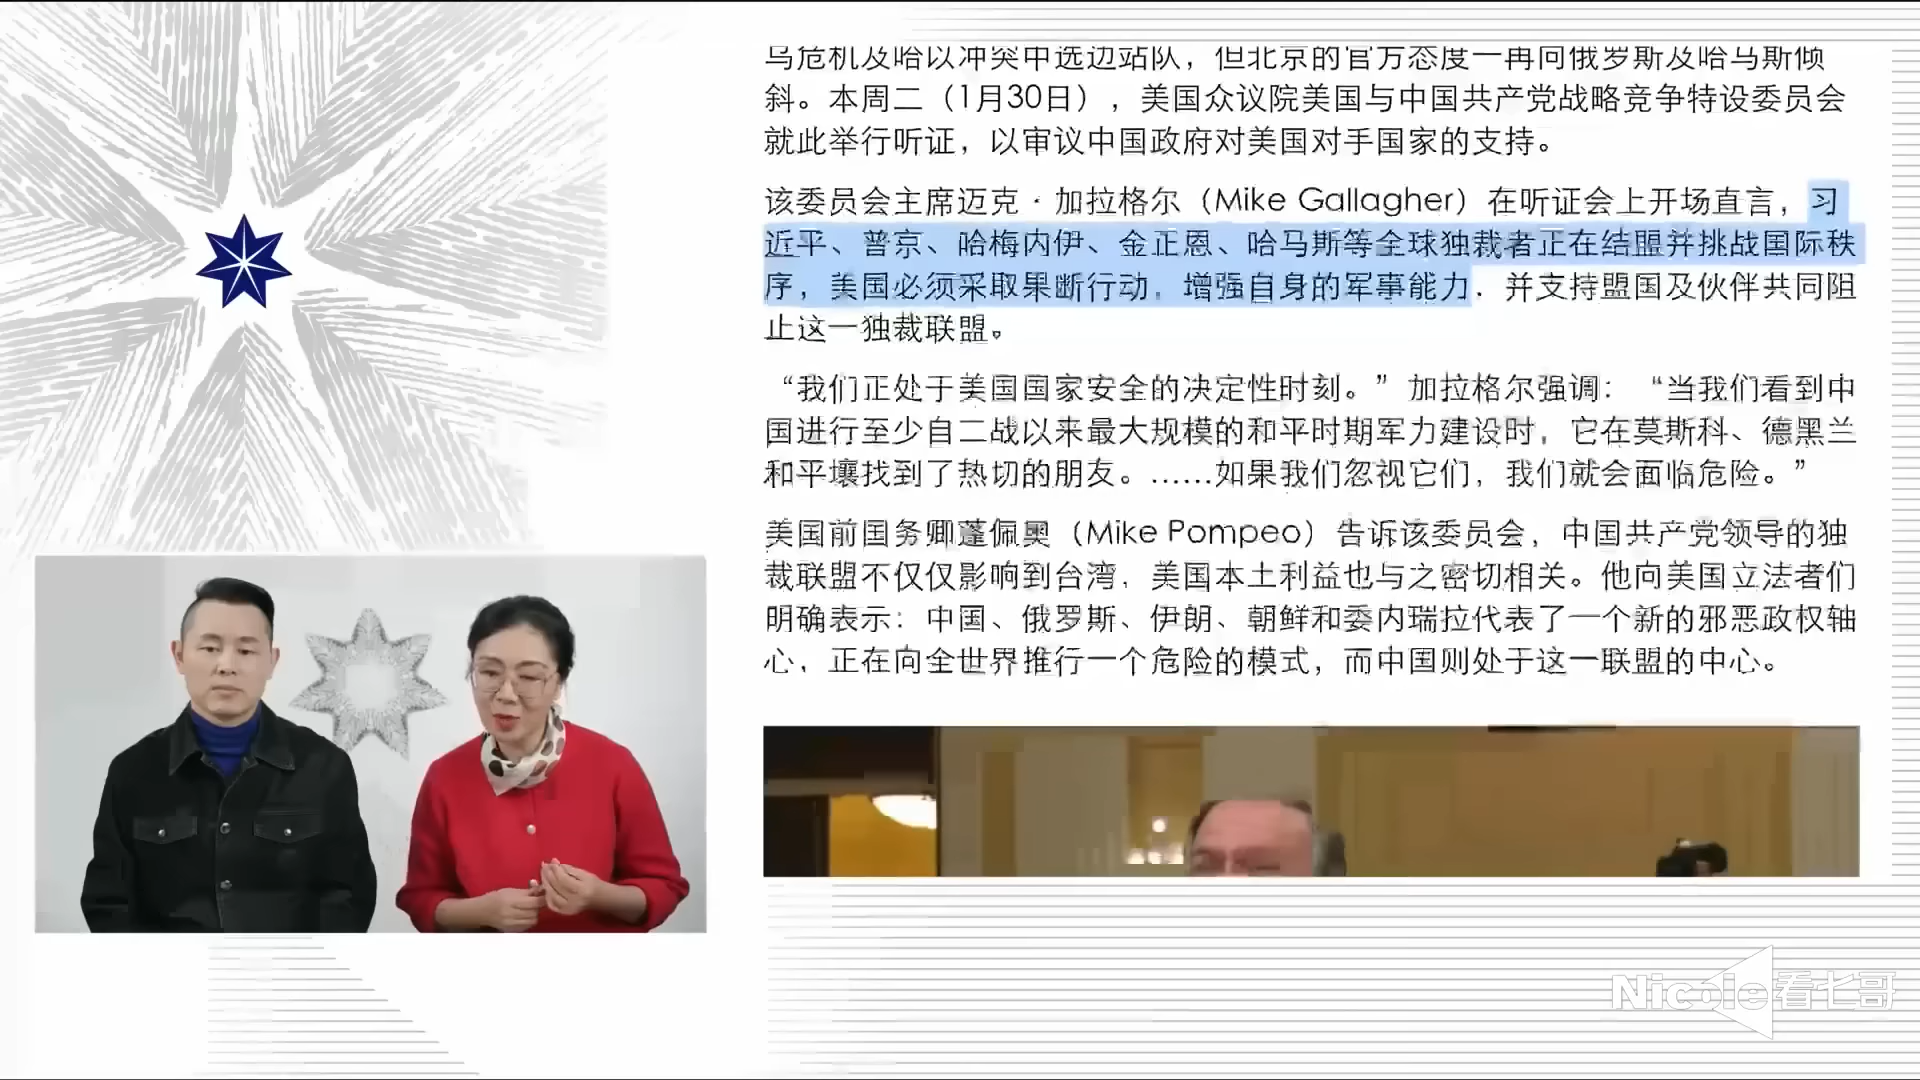 乌危机及哈以冲突中选边站队，但北京的官方态度一再向俄罗斯及哈马斯倾
斜。本周二（1月30日），美国众议院美国与中国共产党战略竞争特设委员会
就此举行听证，以审议中国政府对美国对手国家的支持。
该委员会主席迈克·加拉格尔（Mike Gallagher）在听证会上开场直言，习
近平、普京、哈梅内伊、金正恩、哈马斯等全球独裁者正在结盟并挑战国际秩
序，美国必须采取果断行动，增强自身的军事能力，并支持盟国及伙伴共同阻
止这一独裁联盟。
“我们正处于美国国家安全的决定性时刻。”加拉格尔强调：“当我们看到中
国进行至少自二战以来最大规模的和平时期军力建设时，它在莫斯科、德黑兰
和平壤找到了热切的朋友。……如果我们忽视它们，我们就会面临危险。”
美国前国务卿蓬佩奥（Mike Pompeo）告诉该委员会，中国共产党领导的独
裁联盟不仅仅影响到台湾，美国本土利益也与之密切相关。他向美国立法者们
明确表示：中国、俄罗斯、伊朗、朝鲜和委内瑞拉代表了一个新的邪恶政权轴
心，正在向全世界推行一个危险的模式，而中国则处于这一联盟的中心。
Nicole看七哥